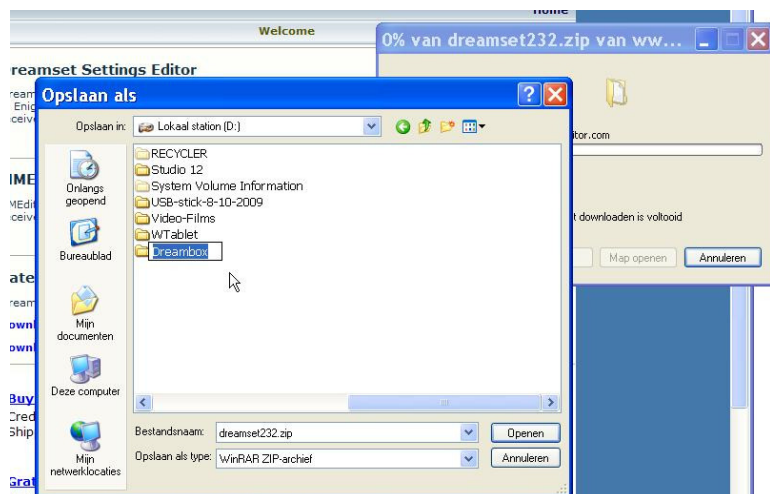 Home
Welcome
0% van dreamset232.zip van ww...
reamset Settings Editor
Opslaan als
Opslaan in:
Lokaal station (D:)
itor.com
RECYCLER
Studio 12
System Volume Information
USB-stick-8-10-2009
Video-Films
WTablet
Dreambox
Onlangs
geopend
Bureaublad
Mijn
documenten
Deze computer
Mijn
netwerklocaties
t downloaden is voltooid
Map openen
Annuleren
Buy
Cred
Ship
Grat
Bestandsnaam:
dreamset232.zip
Openen
Opslaan als type:
WinRAR ZIP-archief
Annuleren